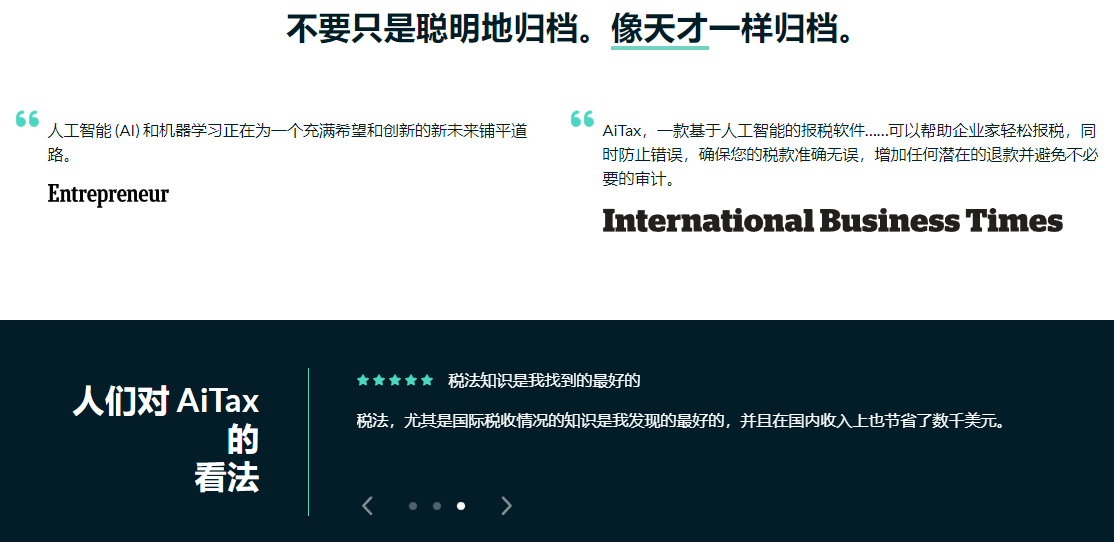 不要只是聪明地归档。像天才一样归档。
人工智能 (AI) 和机器学习正在为一个充满希望和创新的新未来铺平道
路。
Entrepreneur
AiTax，一款基于人工智能的报税软件……可以帮助企业家轻松报税，同
时防止错误，确保您的税款准确无误，增加任何潜在的退款并避免不必
要的审计。
International Business Times
人们对 AiTax
的
看法
税法知识是我找到的最好的
税法，尤其是国际税收情况的知识是我发现的最好的，并且在国内收入上也节省了数千美元。